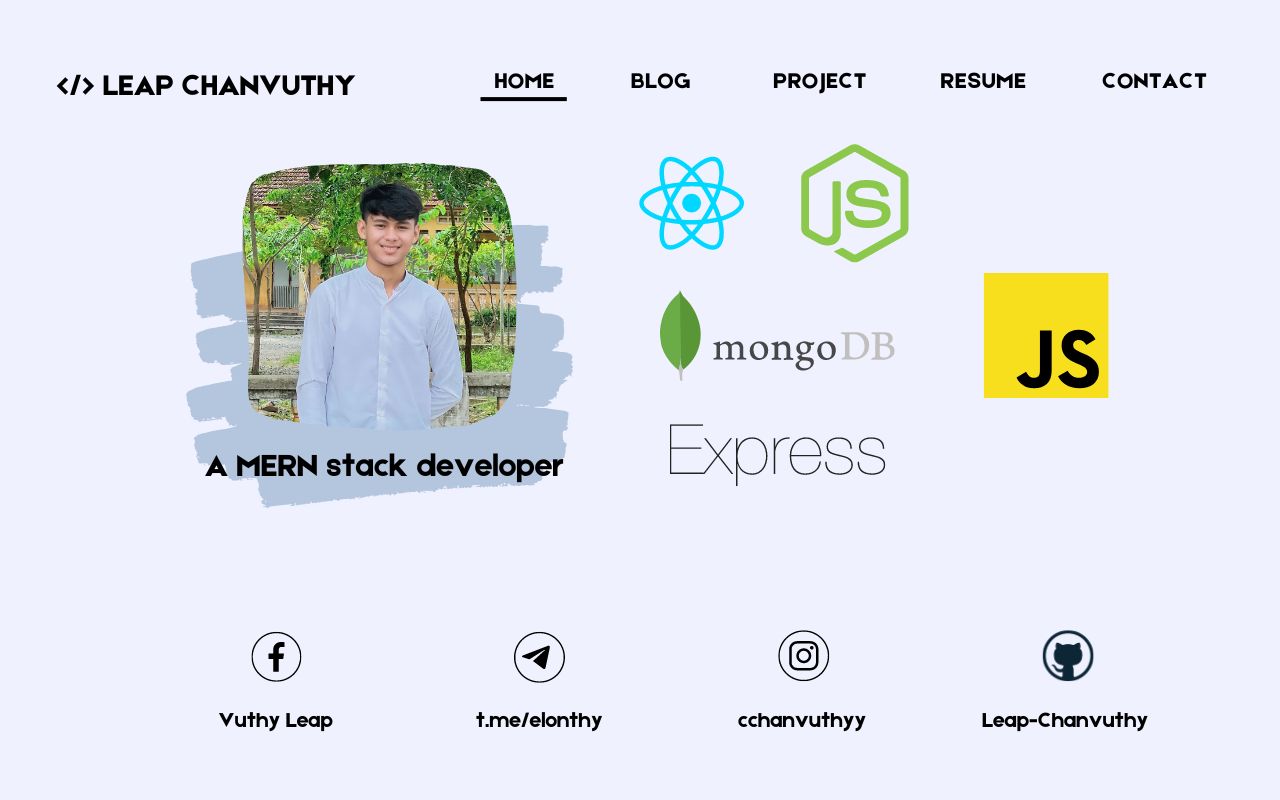 </> LEAP CHANVUTHY
HOME BLOG PROJECT RESUME CONTACT
JS
mongoDB
JS
Express
A MERN stack developer
Vuthy Leap
t.me/elonthy
cchanvuthyy
Leap-Chanvuthy